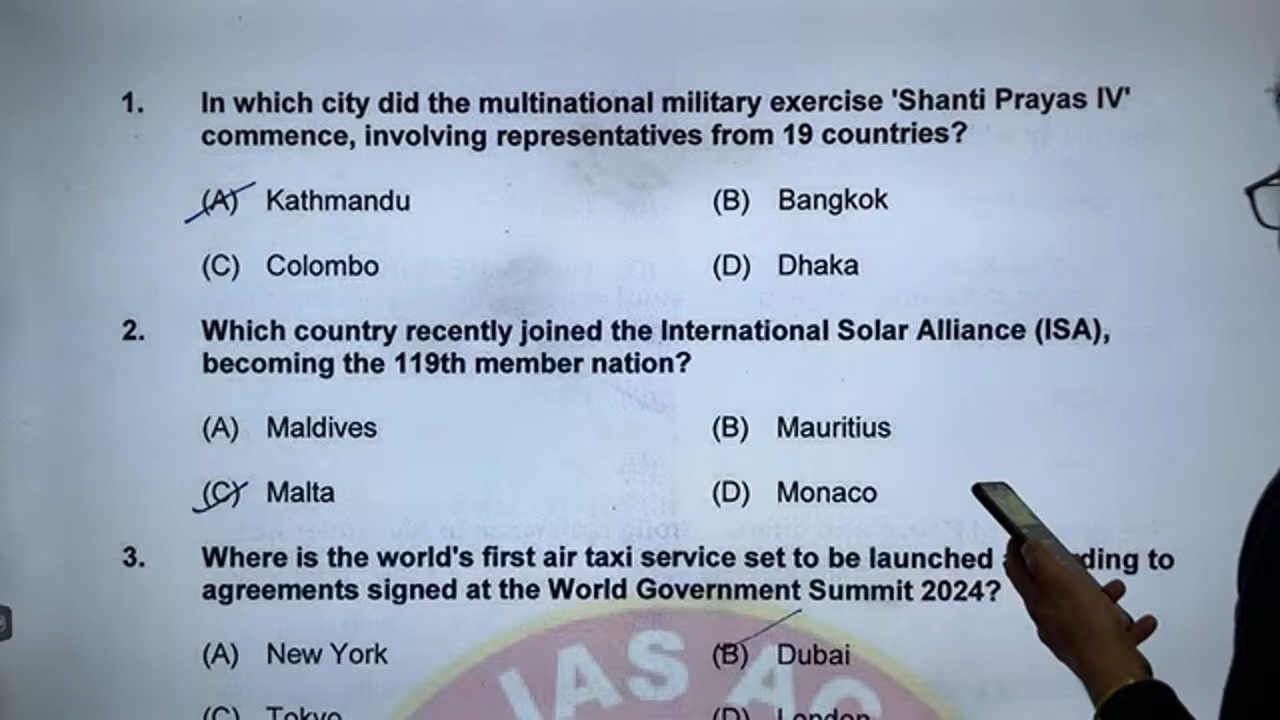 1. In which city did the multinational military exercise 'Shanti Prayas IV'
commence, involving representatives from 19 countries?
(A) Kathmandu (B) Bangkok
(C) Colombo (D) Dhaka
2. Which country recently joined the International Solar Alliance (ISA),
becoming the 119th member nation?
(A) Maldives (B) Mauritius
(C) Malta (D) Monaco
3. Where is the world's first air taxi service set to be launched to
agreements signed at the World Government Summit 2024?
IAS
(A) New York (B) Dubai
(C) Tokyo (D) London